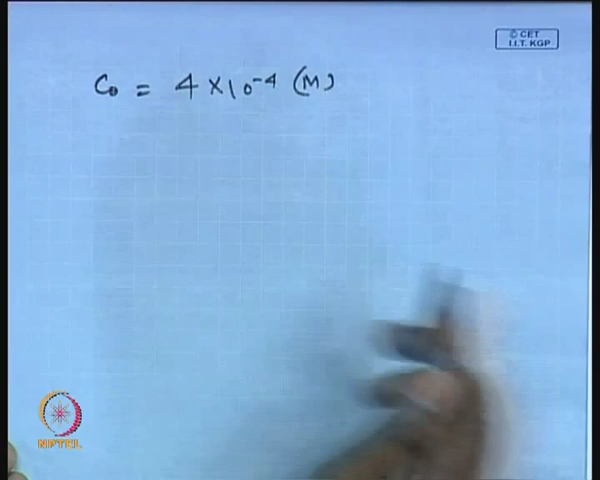 © CET
I.I.T. KGP
C₀ = 4 × 10⁻⁴ (M)
NPTEL